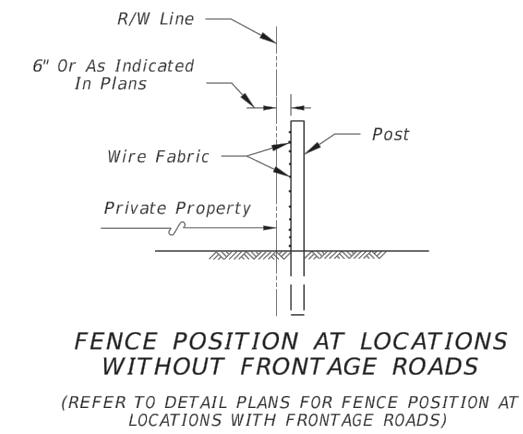 R/W Line
6" Or As Indicated
In Plans
Post
Wire Fabric
Private Property
FENCE POSITION AT LOCATIONS
WITHOUT FRONTAGE ROADS
(REFER TO DETAIL PLANS FOR FENCE POSITION AT
LOCATIONS WITH FRONTAGE ROADS)